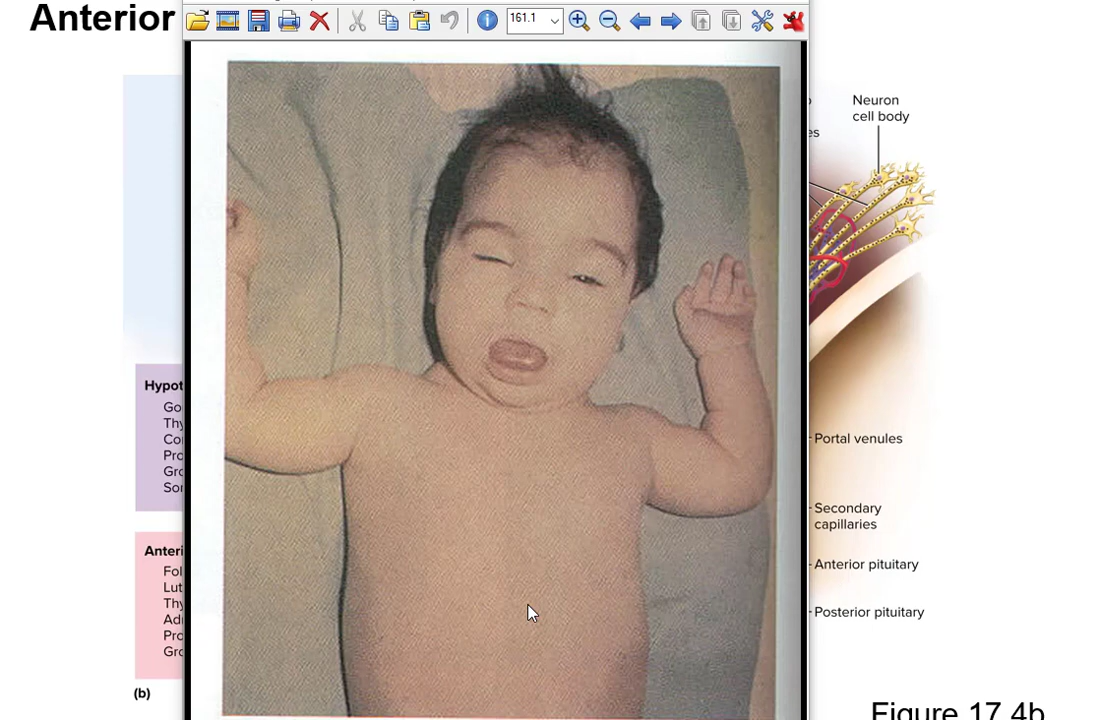 Anterior
161.1
Neuron
cell body
es
Hypot
Go
Thy
Co
Pro
Gro
So
Portal venules
Secondary
capillaries
Anterior pituitary
Posterior pituitary
Anteri
Fol
Lut
Thy
Adr
Pro
Gro
(b)
Figure 17.4b